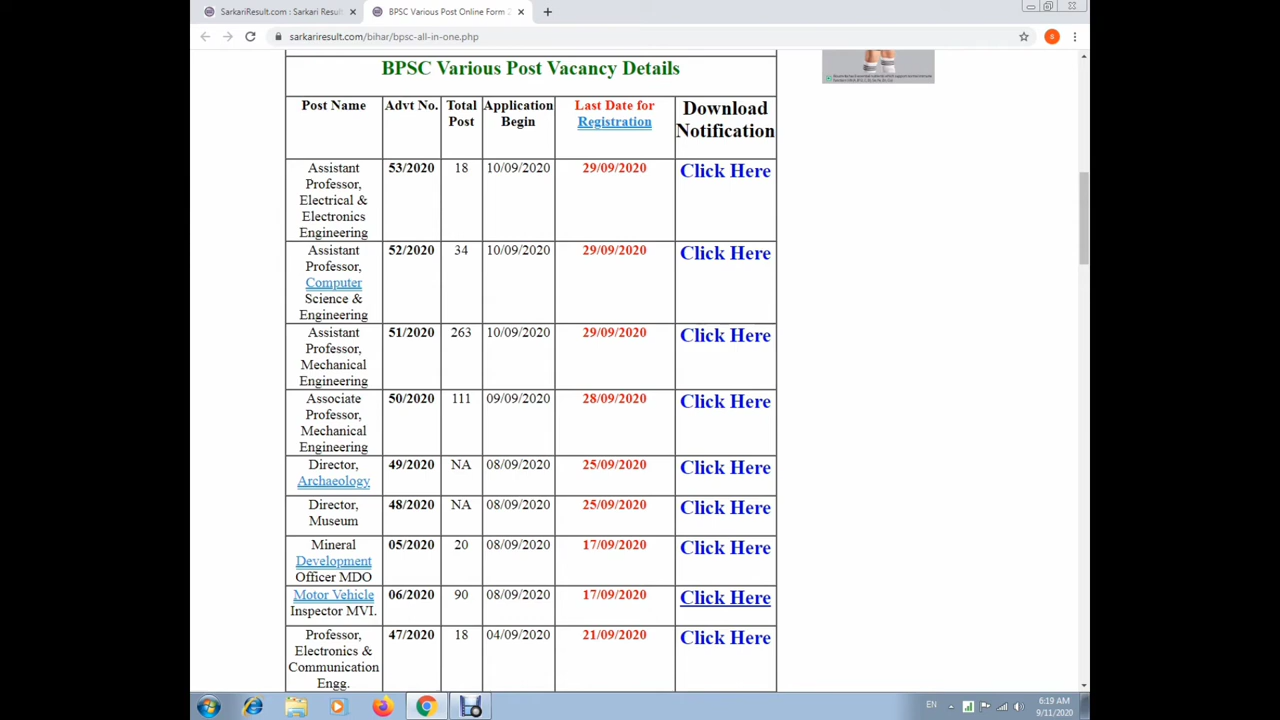 SarkariResult.com : Sarkari Resul
BPSC Various Post Online Form 2
sarkariresult.com/bihar/bpsc-all-in-one.php
s
BPSC Various Post Vacancy Details
Post Name Advt No. Total Post Application Begin Last Date for Registration Download Notification
Assistant Professor, Electrical & Electronics Engineering 53/2020 18 10/09/2020 29/09/2020 Click Here
Assistant Professor, Computer Science & Engineering 52/2020 34 10/09/2020 29/09/2020 Click Here
Assistant Professor, Mechanical Engineering 51/2020 263 10/09/2020 29/09/2020 Click Here
Associate Professor, Mechanical Engineering 50/2020 111 09/09/2020 28/09/2020 Click Here
Director, Archaeology 49/2020 NA 08/09/2020 25/09/2020 Click Here
Director, Museum 48/2020 NA 08/09/2020 25/09/2020 Click Here
Mineral Development Officer MDO 05/2020 20 08/09/2020 17/09/2020 Click Here
Motor Vehicle Inspector MVI. 06/2020 90 08/09/2020 17/09/2020 Click Here
Professor, Electronics & Communication Engg. 47/2020 18 04/09/2020 21/09/2020 Click Here
EN
6:19 AM
9/11/2020